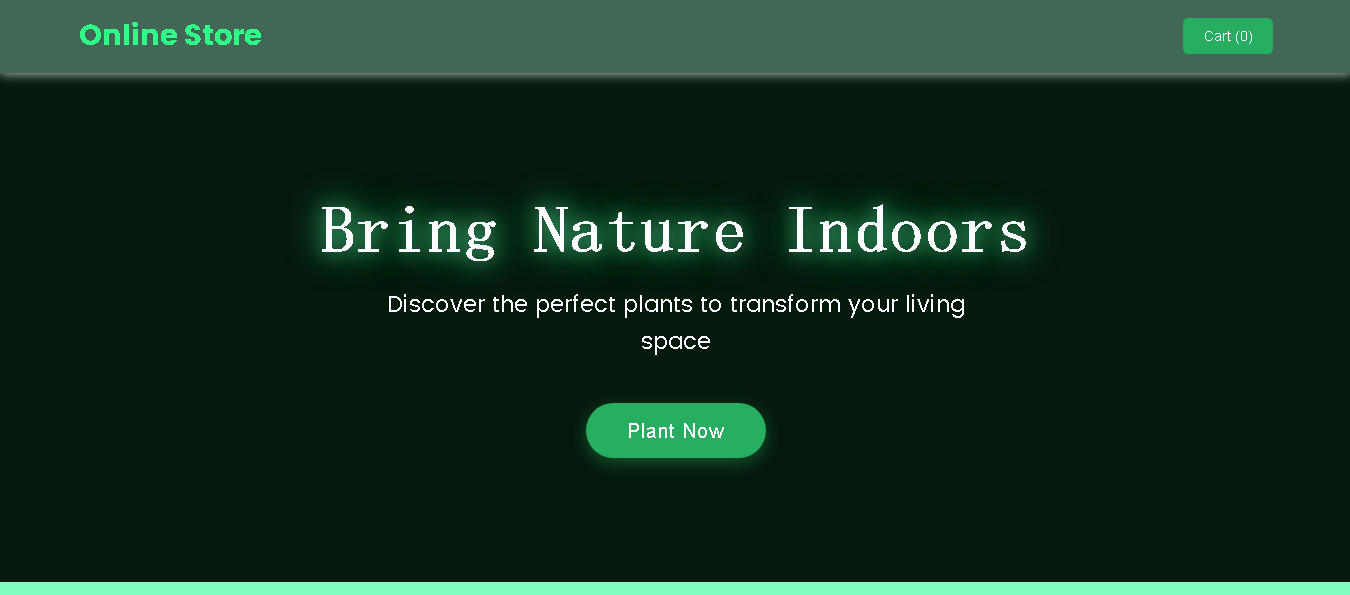 Online Store
Cart (0)
Bring Nature Indoors
Discover the perfect plants to transform your living
space
Plant Now